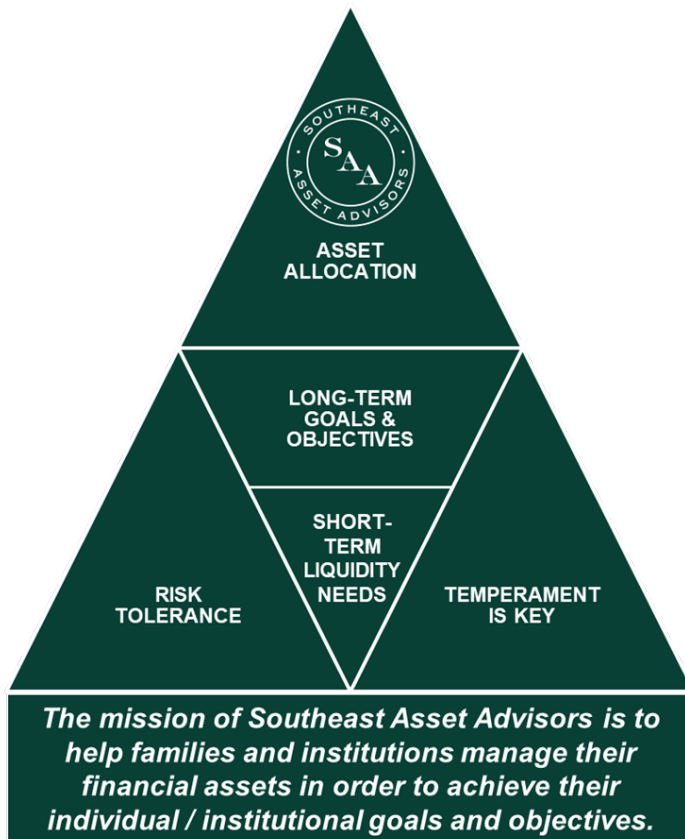 SOUTHEAST
SAA
ASSET ADVISORS
ASSET
ALLOCATION
LONG-TERM
GOALS &
OBJECTIVES
SHORT-
TERM
LIQUIDITY
NEEDS
RISK
TOLERANCE
TEMPERAMENT
IS KEY
The mission of Southeast Asset Advisors is to
help families and institutions manage their
financial assets in order to achieve their
individual / institutional goals and objectives.